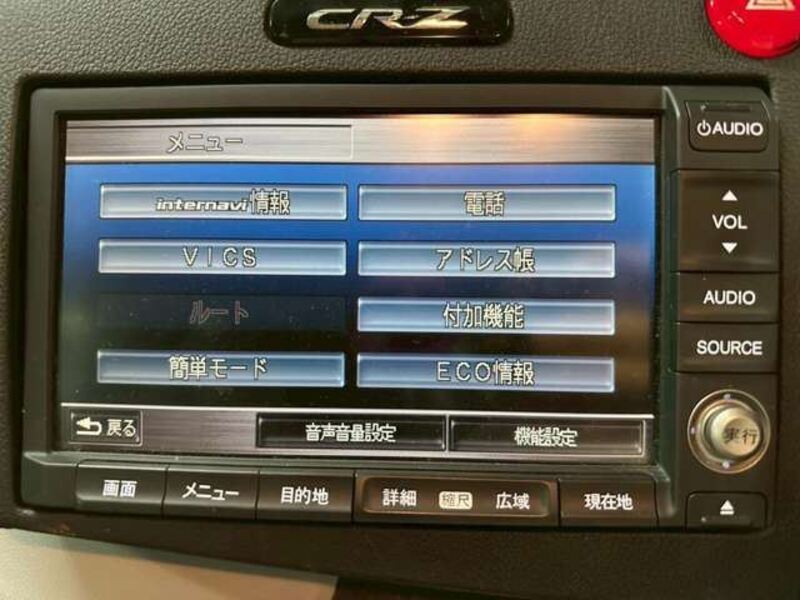 CR-Z
AUDIO
メニュー
internavi情報
電話
VOL
VICS
アドレス帳
AUDIO
ルート
付加機能
SOURCE
簡単モード
ECO情報
戻る
音声音量設定
機能設定
実行
画面
メニュー
目的地
詳細
縮尺
広域
現在地